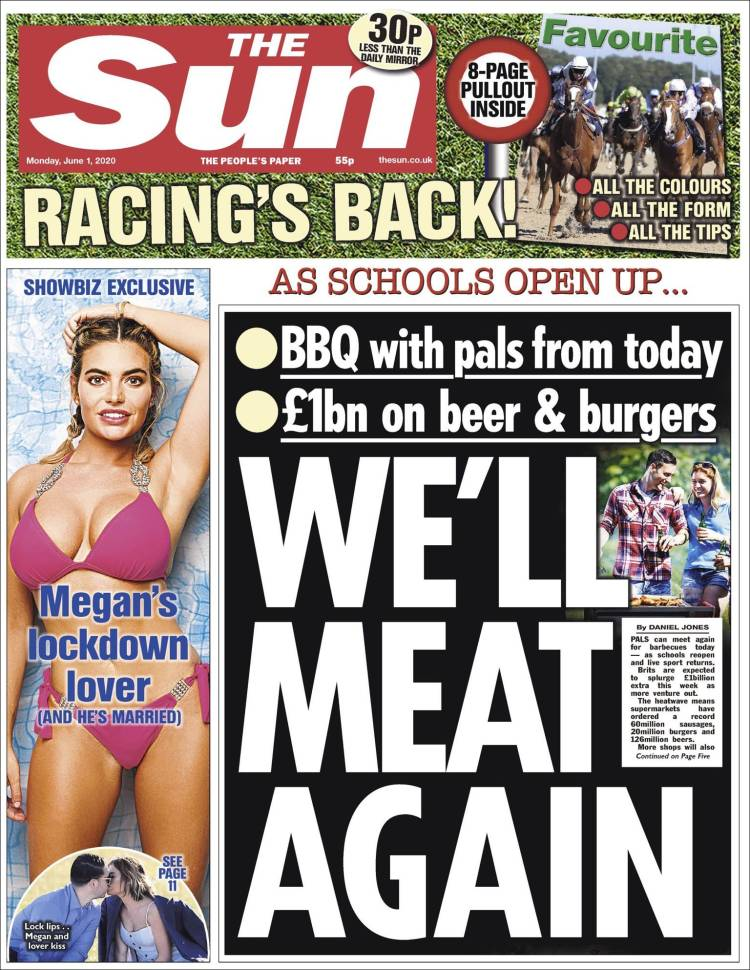 THE
Sun
30P
LESS THAN THE
DAILY MIRROR
Monday, June 1, 2020
THE PEOPLE'S PAPER
55p
thesun.co.uk
8-PAGE
PULLOUT
INSIDE
Favourite
ALL THE COLOURS
ALL THE FORM
ALL THE TIPS
RACING'S BACK!
SHOWBIZ EXCLUSIVE
Megan's
lockdown
lover
(AND HE'S MARRIED)
SEE
PAGE
11
Lock lips . .
Megan and
lover kiss
AS SCHOOLS OPEN UP...
BBQ with pals from today
£1bn on beer & burgers
WE'LL
MEAT
AGAIN
By DANIEL JONES
PALS can meet again
for barbecues today
— as schools reopen
and live sport returns.
Brits are expected
to splurge £1billion
extra this week as
more venture out.
The heatwave means
supermarkets have
ordered a record
60million sausages,
20million burgers and
126million beers.
More shops will also
Continued on Page Five